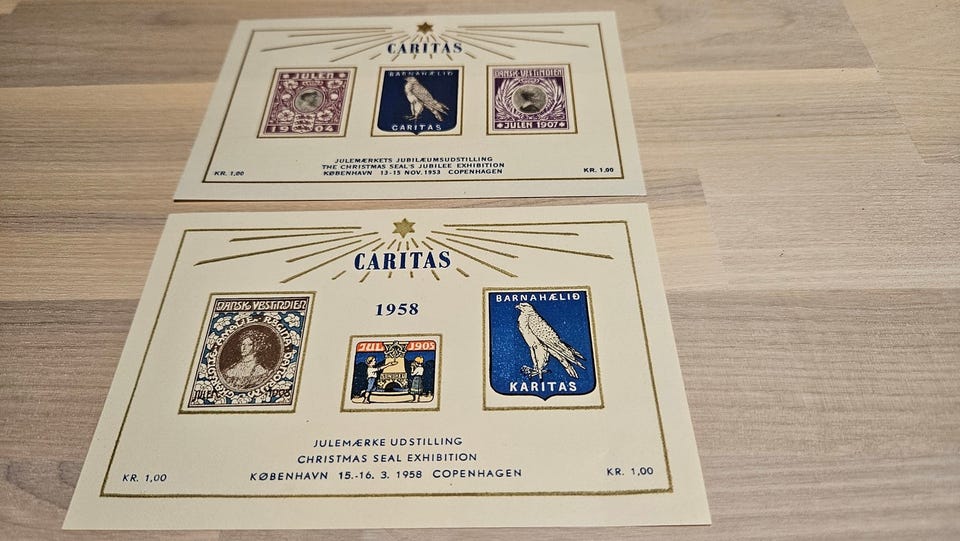 CARITAS
JULEN
1904
BARNAHÆLIÐ
CARITAS
DANSK-VESTINDIEN
JULEN 1907
JULEMÆRKETS JUBILÆUMSUDSTILLING
THE CHRISTMAS SEAL'S JUBILEE EXHIBITION
KØBENHAVN 13-15 NOV. 1953 COPENHAGEN
KR. 1,00
KR. 1,00
CARITAS
1958
DANSK-VESTINDIEN
JUL 1905
BARNAHÆLIÐ
KARITAS
JULEMÆRKE UDSTILLING
CHRISTMAS SEAL EXHIBITION
KØBENHAVN 15.-16. 3. 1958 COPENHAGEN
KR. 1,00
KR. 1,00